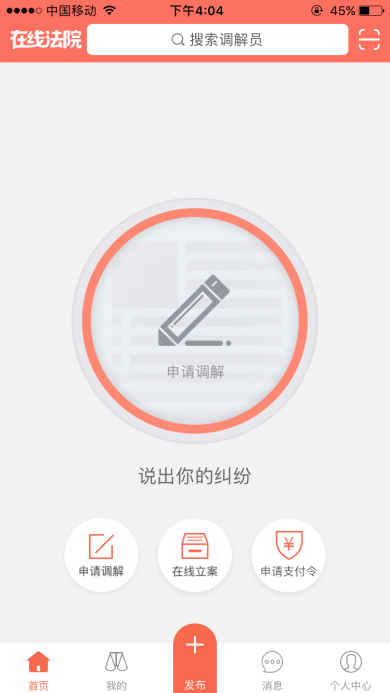 中国移动 下午4:04 45%
在线法院 搜索调解员
申请调解
说出你的纠纷
申请调解 在线立案 申请支付令
首页 我的 发布 消息 个人中心